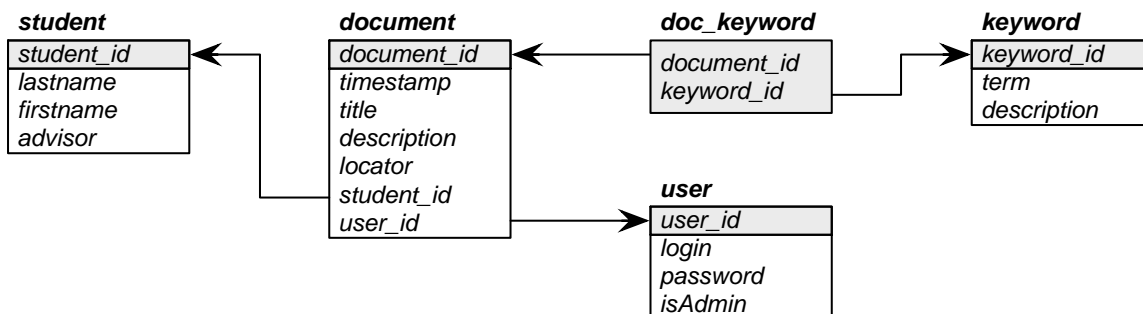 student
student_id
lastname
firstname
advisor
document
document_id
timestamp
title
description
locator
student_id
user_id
doc_keyword
document_id
keyword_id
keyword
keyword_id
term
description
user
user_id
login
password
isAdmin